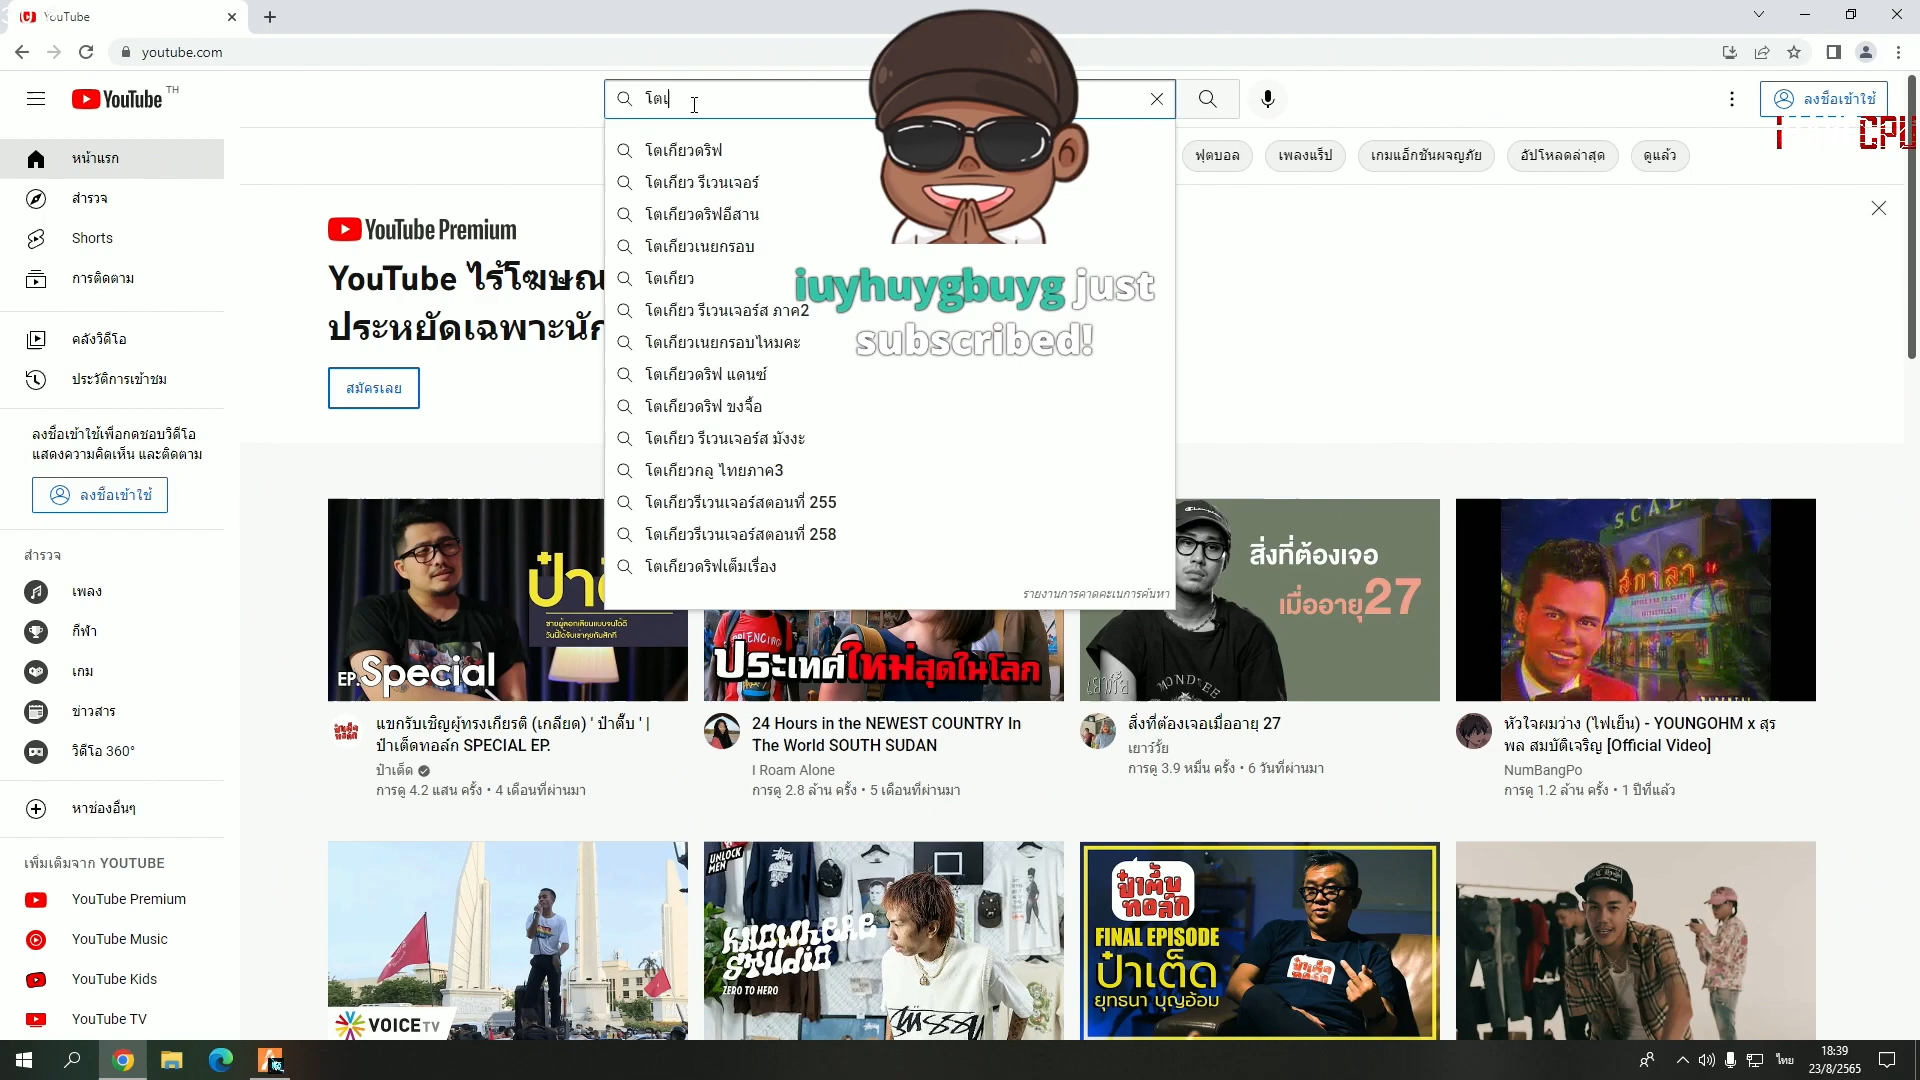 YouTube
youtube.com
YouTube TH
โตเ
ลงชื่อเข้าใช้
CPU
หน้าแรก
สำรวจ
Shorts
การติดตาม
คลังวิดีโอ
ประวัติการเข้าชม
ลงชื่อเข้าใช้เพื่อกดชอบวิดีโอ
แสดงความคิดเห็น และติดตาม
ลงชื่อเข้าใช้
สำรวจ
เพลง
กีฬา
เกม
ข่าวสาร
วิดีโอ 360°
หาช่องอื่นๆ
เพิ่มเติมจาก YOUTUBE
YouTube Premium
YouTube Music
YouTube Kids
YouTube TV
ฟุตบอล
เพลงแร็ป
เกมแอ็กชันผจญภัย
อัปโหลดล่าสุด
ดูแล้ว
YouTube Premium
YouTube ไร้โฆษณ
ประหยัดเฉพาะนัก
สมัครเลย
โตเกียวดริฟ
โตเกียว รีเวนเจอร์
โตเกียวดริฟอีสาน
โตเกียวเนยกรอบ
โตเกียว
โตเกียว รีเวนเจอร์ส ภาค2
โตเกียวเนยกรอบไหมคะ
โตเกียวดริฟ แดนซ์
โตเกียวดริฟ ขงจื้อ
โตเกียว รีเวนเจอร์ส มังงะ
โตเกียวกลู ไทยภาค3
โตเกียวรีเวนเจอร์สตอนที่ 255
โตเกียวรีเวนเจอร์สตอนที่ 258
โตเกียวดริฟเต็มเรื่อง
รายงานการคาดคะเนการค้นหา
iuyhuygbuyg just
subscribed!
EP.Special
ประเทศใหม่สุดในโลก
Champion
สิ่งที่ต้องเจอ
เมื่ออายุ27
เยาว์รุ้ย
MONDSEE
SCALA
สกาลา
แขกรับเชิญผู้ทรงเกียรติ (เกลียด) ' ป๋าตึ๊บ ' |
ป๋าเต็ดทอล์ก SPECIAL EP.
ป๋าเต็ด
การดู 4.2 แสน ครั้ง • 4 เดือนที่ผ่านมา
24 Hours in the NEWEST COUNTRY In
The World SOUTH SUDAN
I Roam Alone
การดู 2.8 ล้าน ครั้ง • 5 เดือนที่ผ่านมา
สิ่งที่ต้องเจอเมื่ออายุ 27
เยาว์รุ้ย
การดู 3.9 หมื่น ครั้ง • 6 วันที่ผ่านมา
หัวใจผมว่าง (ไฟเย็น) - YOUNGOHM x สุร
พล สมบัติเจริญ [Official Video]
NumBangPo
การดู 1.2 ล้าน ครั้ง • 1 ปีที่แล้ว
VOICE TV
UNLOCK
MEN
KNOWHERE
STUDIO
ZERO TO HERO
STUSSY
FINAL EPISODE
ป๋าเต็ด
ยุทธนา บุญอ้อม
18:39
ไทย
23/8/2565